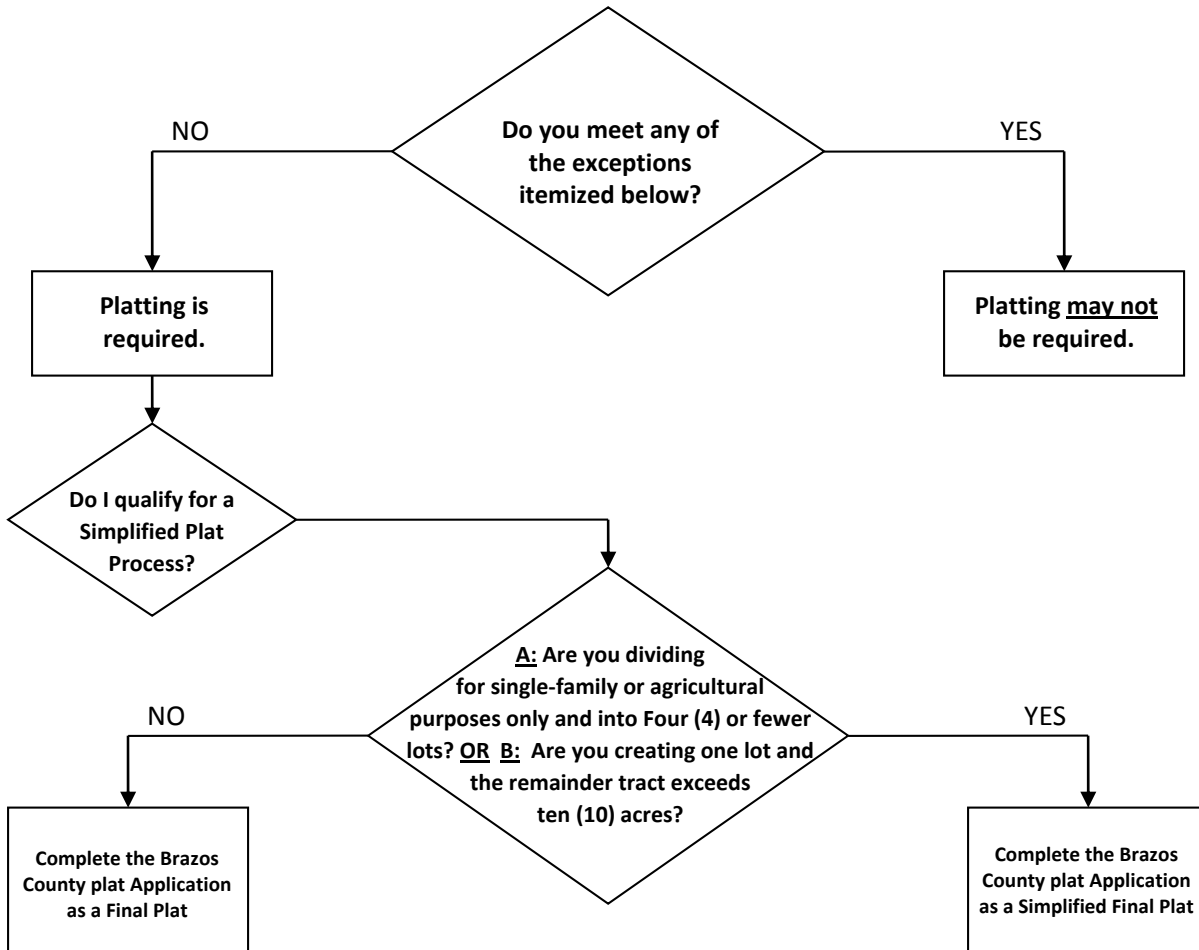 Do you meet any of
the exceptions
itemized below?
NO
YES
Platting is
required.
Platting may not
be required.
Do I qualify for a
Simplified Plat
Process?
A: Are you dividing
for single-family or agricultural
purposes only and into Four (4) or fewer
lots? OR B: Are you creating one lot and
the remainder tract exceeds
ten (10) acres?
NO
YES
Complete the Brazos
County plat Application
as a Final Plat
Complete the Brazos
County plat Application
as a Simplified Final Plat